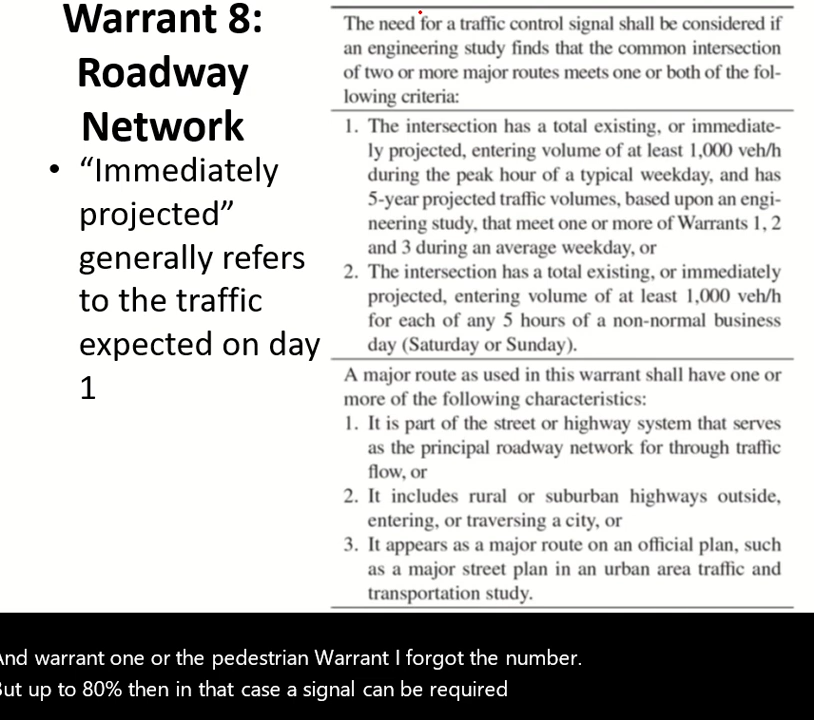 Warrant 8:
Roadway
Network
• “Immediately
projected”
generally refers
to the traffic
expected on day
1
The need for a traffic control signal shall be considered if
an engineering study finds that the common intersection
of two or more major routes meets one or both of the fol-
lowing criteria:
1. The intersection has a total existing, or immediate-
ly projected, entering volume of at least 1,000 veh/h
during the peak hour of a typical weekday, and has
5-year projected traffic volumes, based upon an engi-
neering study, that meet one or more of Warrants 1, 2
and 3 during an average weekday, or
2. The intersection has a total existing, or immediately
projected, entering volume of at least 1,000 veh/h
for each of any 5 hours of a non-normal business
day (Saturday or Sunday).
A major route as used in this warrant shall have one or
more of the following characteristics:
1. It is part of the street or highway system that serves
as the principal roadway network for through traffic
flow, or
2. It includes rural or suburban highways outside,
entering, or traversing a city, or
3. It appears as a major route on an official plan, such
as a major street plan in an urban area traffic and
transportation study.
And warrant one or the pedestrian Warrant I forgot the number.
But up to 80% then in that case a signal can be required